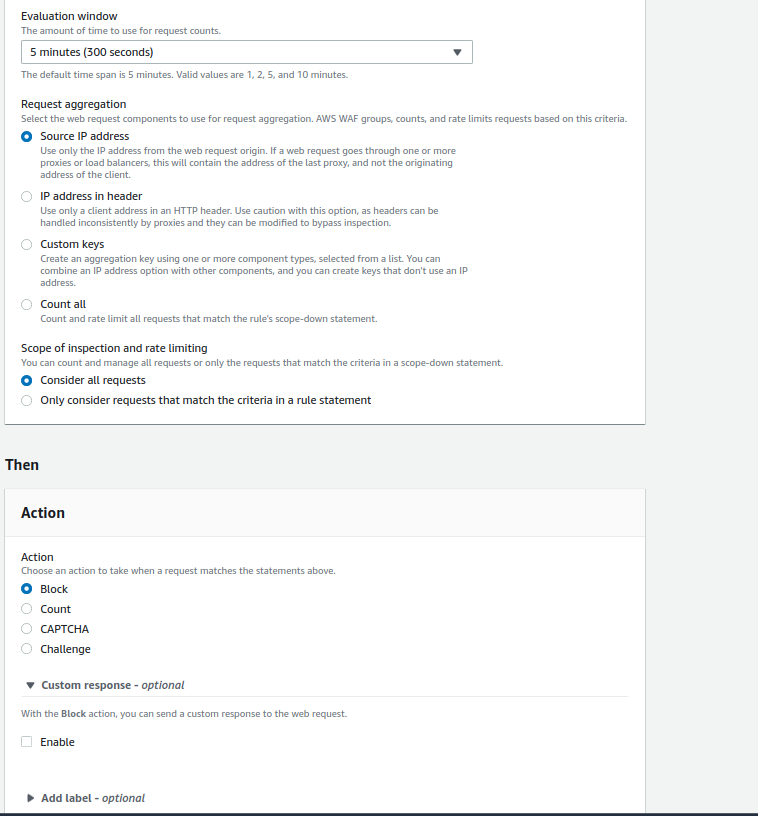 Evaluation window
The amount of time to use for request counts.
5 minutes (300 seconds)
The default time span is 5 minutes. Valid values are 1, 2, 5, and 10 minutes.
Request aggregation
Select the web request components to use for request aggregation. AWS WAF groups, counts, and rate limits requests based on this criteria.
Source IP address
Use only the IP address from the web request origin. If a web request goes through one or more
proxies or load balancers, this will contain the address of the last proxy, and not the originating
address of the client.
IP address in header
Use only a client address in an HTTP header. Use caution with this option, as headers can be
handled inconsistently by proxies and they can be modified to bypass inspection.
Custom keys
Create an aggregation key using one or more component types, selected from a list. You can
combine an IP address option with other components, and you can create keys that don't use an IP
address.
Count all
Count and rate limit all requests that match the rule's scope-down statement.
Scope of inspection and rate limiting
You can count and manage all requests or only the requests that match the criteria in a scope-down statement.
Consider all requests
Only consider requests that match the criteria in a rule statement
Then
Action
Action
Choose an action to take when a request matches the statements above.
Block
Count
CAPTCHA
Challenge
Custom response - optional
With the Block action, you can send a custom response to the web request.
Enable
Add label - optional